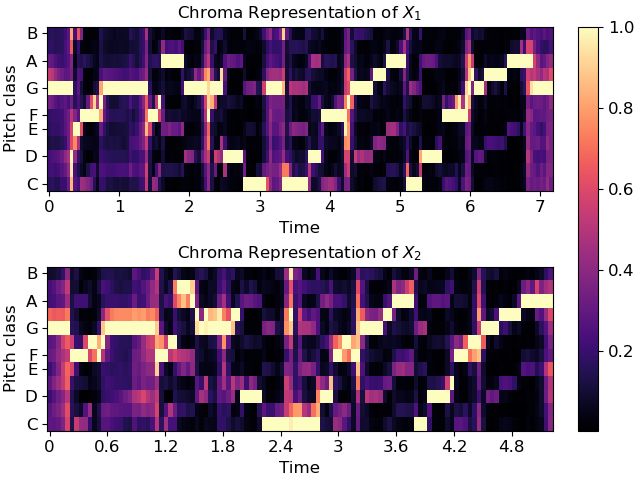 Chroma Representation of X₁
B
A
G
F
E
D
C
Pitch class
0 1 2 3 4 5 6 7
Time
Chroma Representation of X₂
B
A
G
F
E
D
C
Pitch class
0 0.6 1.2 1.8 2.4 3 3.6 4.2 4.8
Time
1.0
0.8
0.6
0.4
0.2